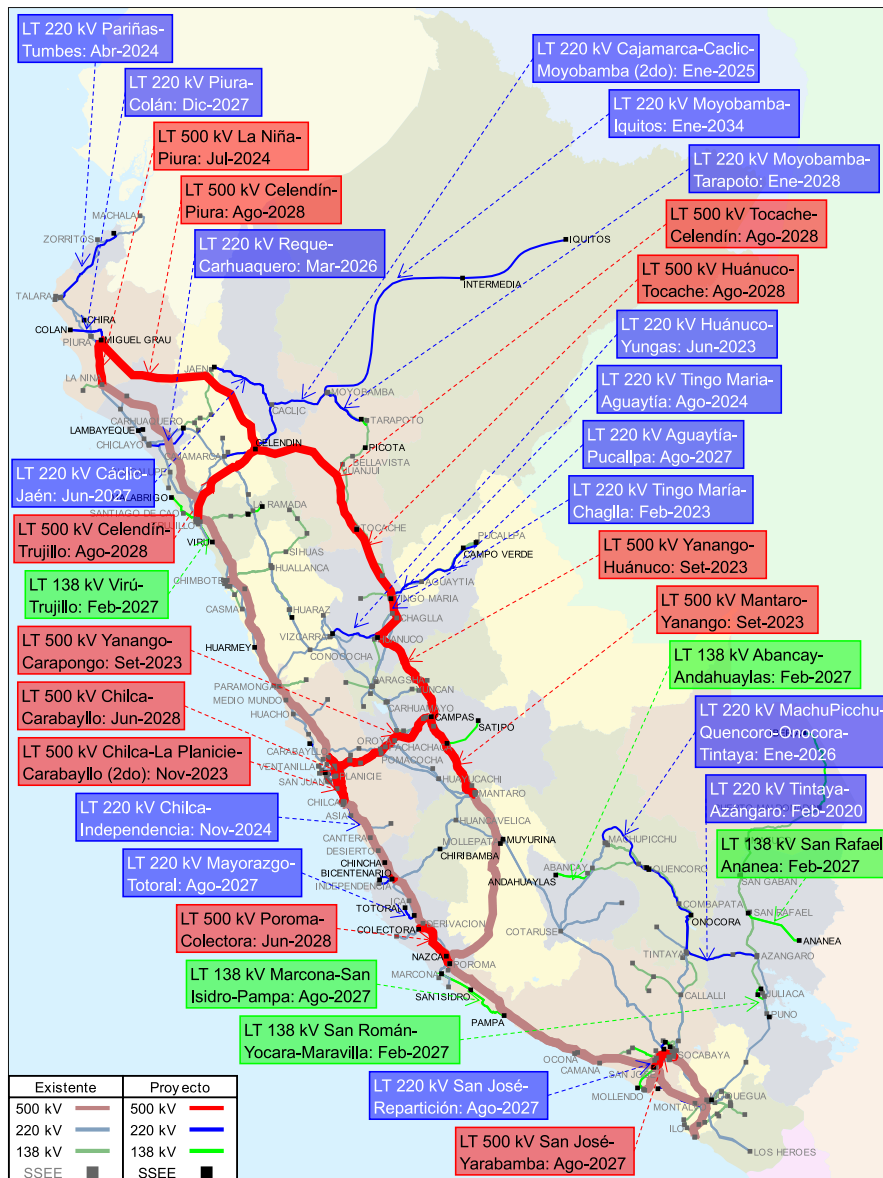 LT 220 kV Pariñas-
Tumbes: Abr-2024
LT 220 kV Piura-
Colán: Dic-2027
LT 500 kV La Niña-
Piura: Jul-2024
LT 500 kV Celendín-
Piura: Ago-2028
LT 220 kV Reque-
Carhuaquero: Mar-2026
LT 220 kV Cajamarca-Caclic-
Moyobamba (2do): Ene-2025
LT 220 kV Moyobamba-
Iquitos: Ene-2034
LT 220 kV Moyobamba-
Tarapoto: Ene-2028
LT 500 kV Tocache-
Celendín: Ago-2028
LT 500 kV Huánuco-
Tocache: Ago-2028
LT 220 kV Huánuco-
Yungas: Jun-2023
LT 220 kV Tingo Maria-
Aguaytía: Ago-2024
LT 220 kV Aguaytía-
Pucallpa: Ago-2027
LT 220 kV Tingo María-
Chaglla: Feb-2023
LT 500 kV Yanango-
Huánuco: Set-2023
LT 500 kV Mantaro-
Yanango: Set-2023
LT 138 kV Abancay-
Andahuaylas: Feb-2027
LT 220 kV MachuPicchu-
Quencoro-Onocora-
Tintaya: Ene-2026
LT 220 kV Tintaya-
Azángaro: Feb-2020
LT 138 kV San Rafael
Ananea: Feb-2027
LT 220 kV Cáclic-
Jaén: Jun-2027
LT 500 kV Celendín-
Trujillo: Ago-2028
LT 138 kV Virú-
Trujillo: Feb-2027
LT 500 kV Yanango-
Carapongo: Set-2023
LT 500 kV Chilca-
Carabayllo: Jun-2028
LT 500 kV Chilca-La Planicie-
Carabayllo (2do): Nov-2023
LT 220 kV Chilca-
Independencia: Nov-2024
LT 220 kV Mayorazgo-
Totoral: Ago-2027
LT 500 kV Poroma-
Colectora: Jun-2028
LT 138 kV Marcona-San
Isidro-Pampa: Ago-2027
LT 138 kV San Román-
Yocara-Maravilla: Feb-2027
LT 220 kV San José-
Repartición: Ago-2027
LT 500 kV San José-
Yarabamba: Ago-2027
MACHALA
ZORRITOS
IQUITOS
INTERMEDIA
TALARA
CHIRA
COLAN
PIURA
MIGUEL GRAU
LA NINA
JAEN
MOYOBAMBA
CACLIC
TARAPOTO
CARHUAQUERO
LAMBAYEQUE
CHICLAYO
CELENDIN
PICOTA
BELLAVISTA
JUANJUI
SANTIAGO DE CAO
LA RAMADA
TOCACHE
VIRU
SIHUAS
PUCALLPA
CAMPO VERDE
HUALLANCA
CHIMBOTE
AGUAYTIA
TINGO MARIA
CASMA
HUARAZ
CHAGLLA
VIZCARRA
HUANUCO
HUARMEY
CONOCOCHA
PARAGSHA
YUNCAN
PARAMONGA
MEDIO MUNDO
CARHUAMAYO
CAMPAS
SATIPÓ
HUACHO
OROYA
PACHACHACA
CARABAYLLO
POMACOCHA
VENTANILLA
PLANICIE
SAN JUAN
HUAYUCACHI
MANTARO
CHILCA
ASIA
HUANCAVELICA
CANTERA
MOLLEPATA
MUYURINA
DESIERTO
CHIRIBAMBA
CHINCHA
MACHUPICCHU
BICENTENARIO
INDEPENDENCIA
ABANCAY
QUENCORO
ANDAHUAYLAS
SAN GABAN
ICA
TOTORAL
COMBAPATA
ONOCORA
SAN RAFAEL
DERIVACION
COLECTORA
COTARUSE
ANANEA
NAZCA
POROMA
TINTAYA
AZANGARO
MARCONA
SAN ISIDRO
CALLALLI
JULIACA
PUNO
PAMPA
OCOÑA
CAMANA
SOCABAYA
SAN JOSE
MOLLENDO
MONTALVO
MOQUEGUA
ILO
LOS HEROES
Existente
Proyecto
500 kV
500 kV
220 kV
220 kV
138 kV
138 kV
SSEE
SSEE